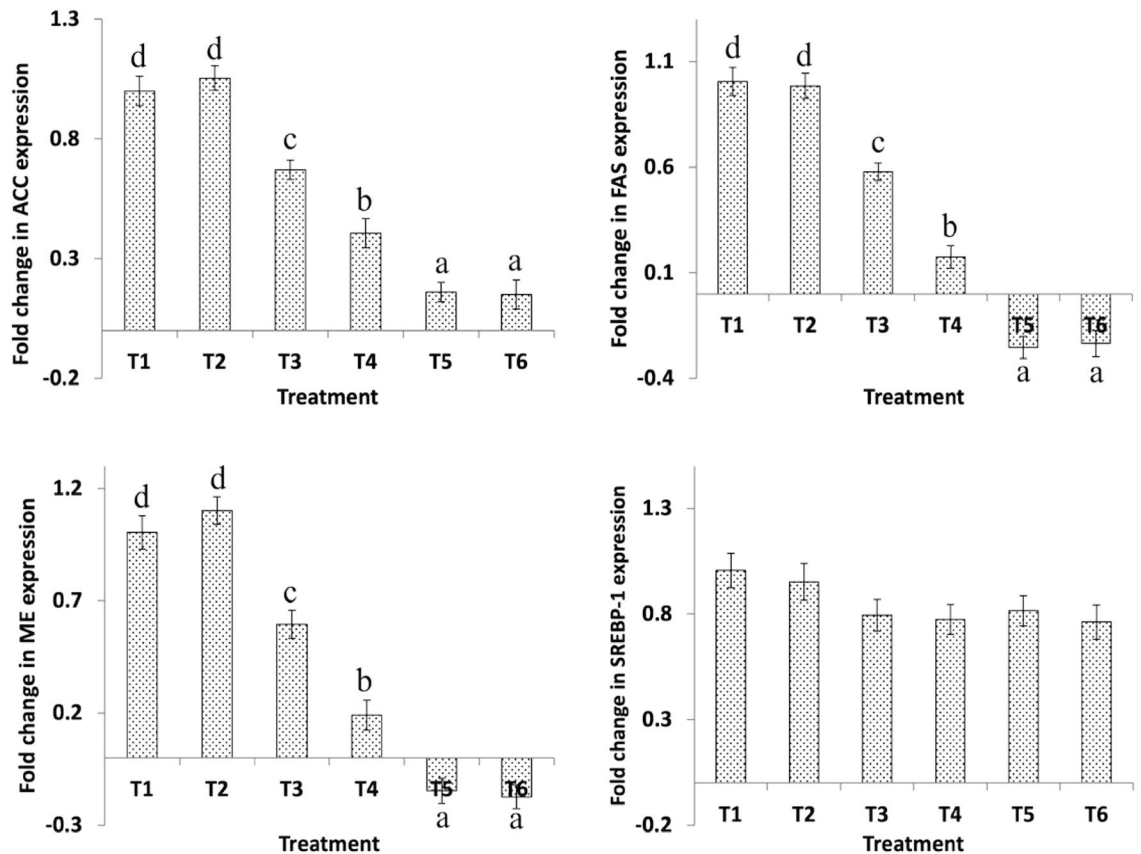 Fold change in ACC expression
1.3
0.8
0.3
-0.2
d
d
c
b
a
a
T1 T2 T3 T4 T5 T6
Treatment
Fold change in FAS expression
1.1
0.6
0.1
-0.4
d
d
c
b
T1 T2 T3 T4 T5 T6
a a
Treatment
Fold change in ME expression
1.2
0.7
0.2
-0.3
d
d
c
b
T1 T2 T3 T4 T5 T6
a a
Treatment
Fold change in SREBP-1 expression
1.3
0.8
0.3
-0.2
T1 T2 T3 T4 T5 T6
Treatment